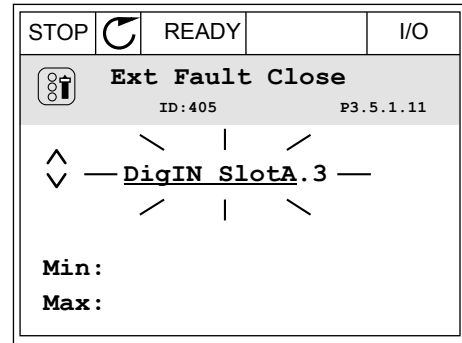 STOP READY I/O
Ext Fault Close
ID:405 P3.5.1.11
DigIN SlotA.3
Min:
Max: